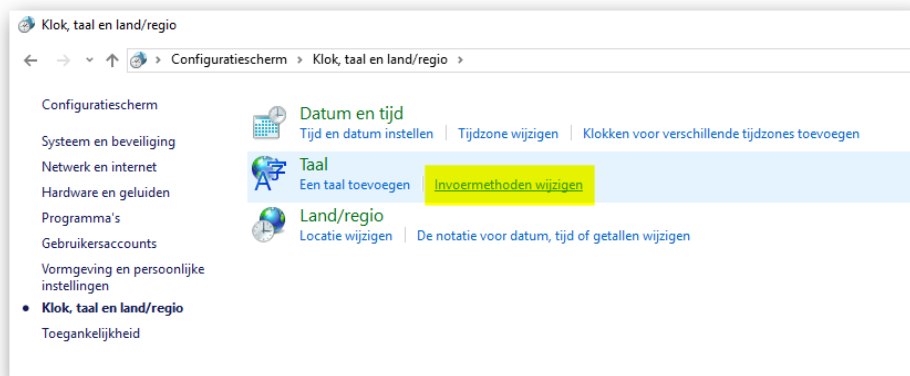 Klok, taal en land/regio
Configuratiescherm > Klok, taal en land/regio >
Configuratiescherm
Systeem en beveiliging
Netwerk en internet
Hardware en geluiden
Programma's
Gebruikersaccounts
Vormgeving en persoonlijke
instellingen
Klok, taal en land/regio
Toegankelijkheid
Datum en tijd
Tijd en datum instellen | Tijdzone wijzigen | Klokken voor verschillende tijdzones toevoegen
Taal
Een taal toevoegen | Invoermethoden wijzigen
Land/regio
Locatie wijzigen | De notatie voor datum, tijd of getallen wijzigen